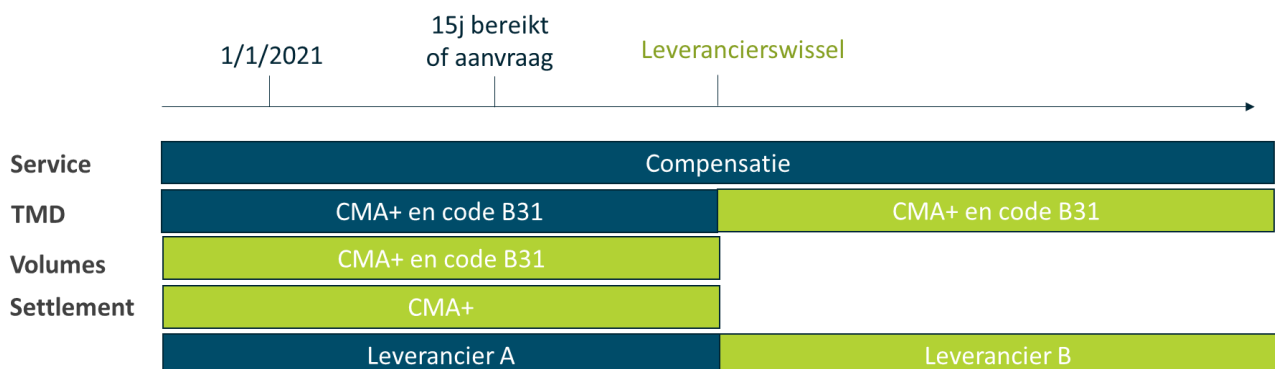 1/1/2021
15j bereikt
of aanvraag
Leverancierswissel
Service
Compensatie
TMD
CMA+ en code B31
CMA+ en code B31
Volumes
CMA+ en code B31
Settlement
CMA+
Leverancier A
Leverancier B